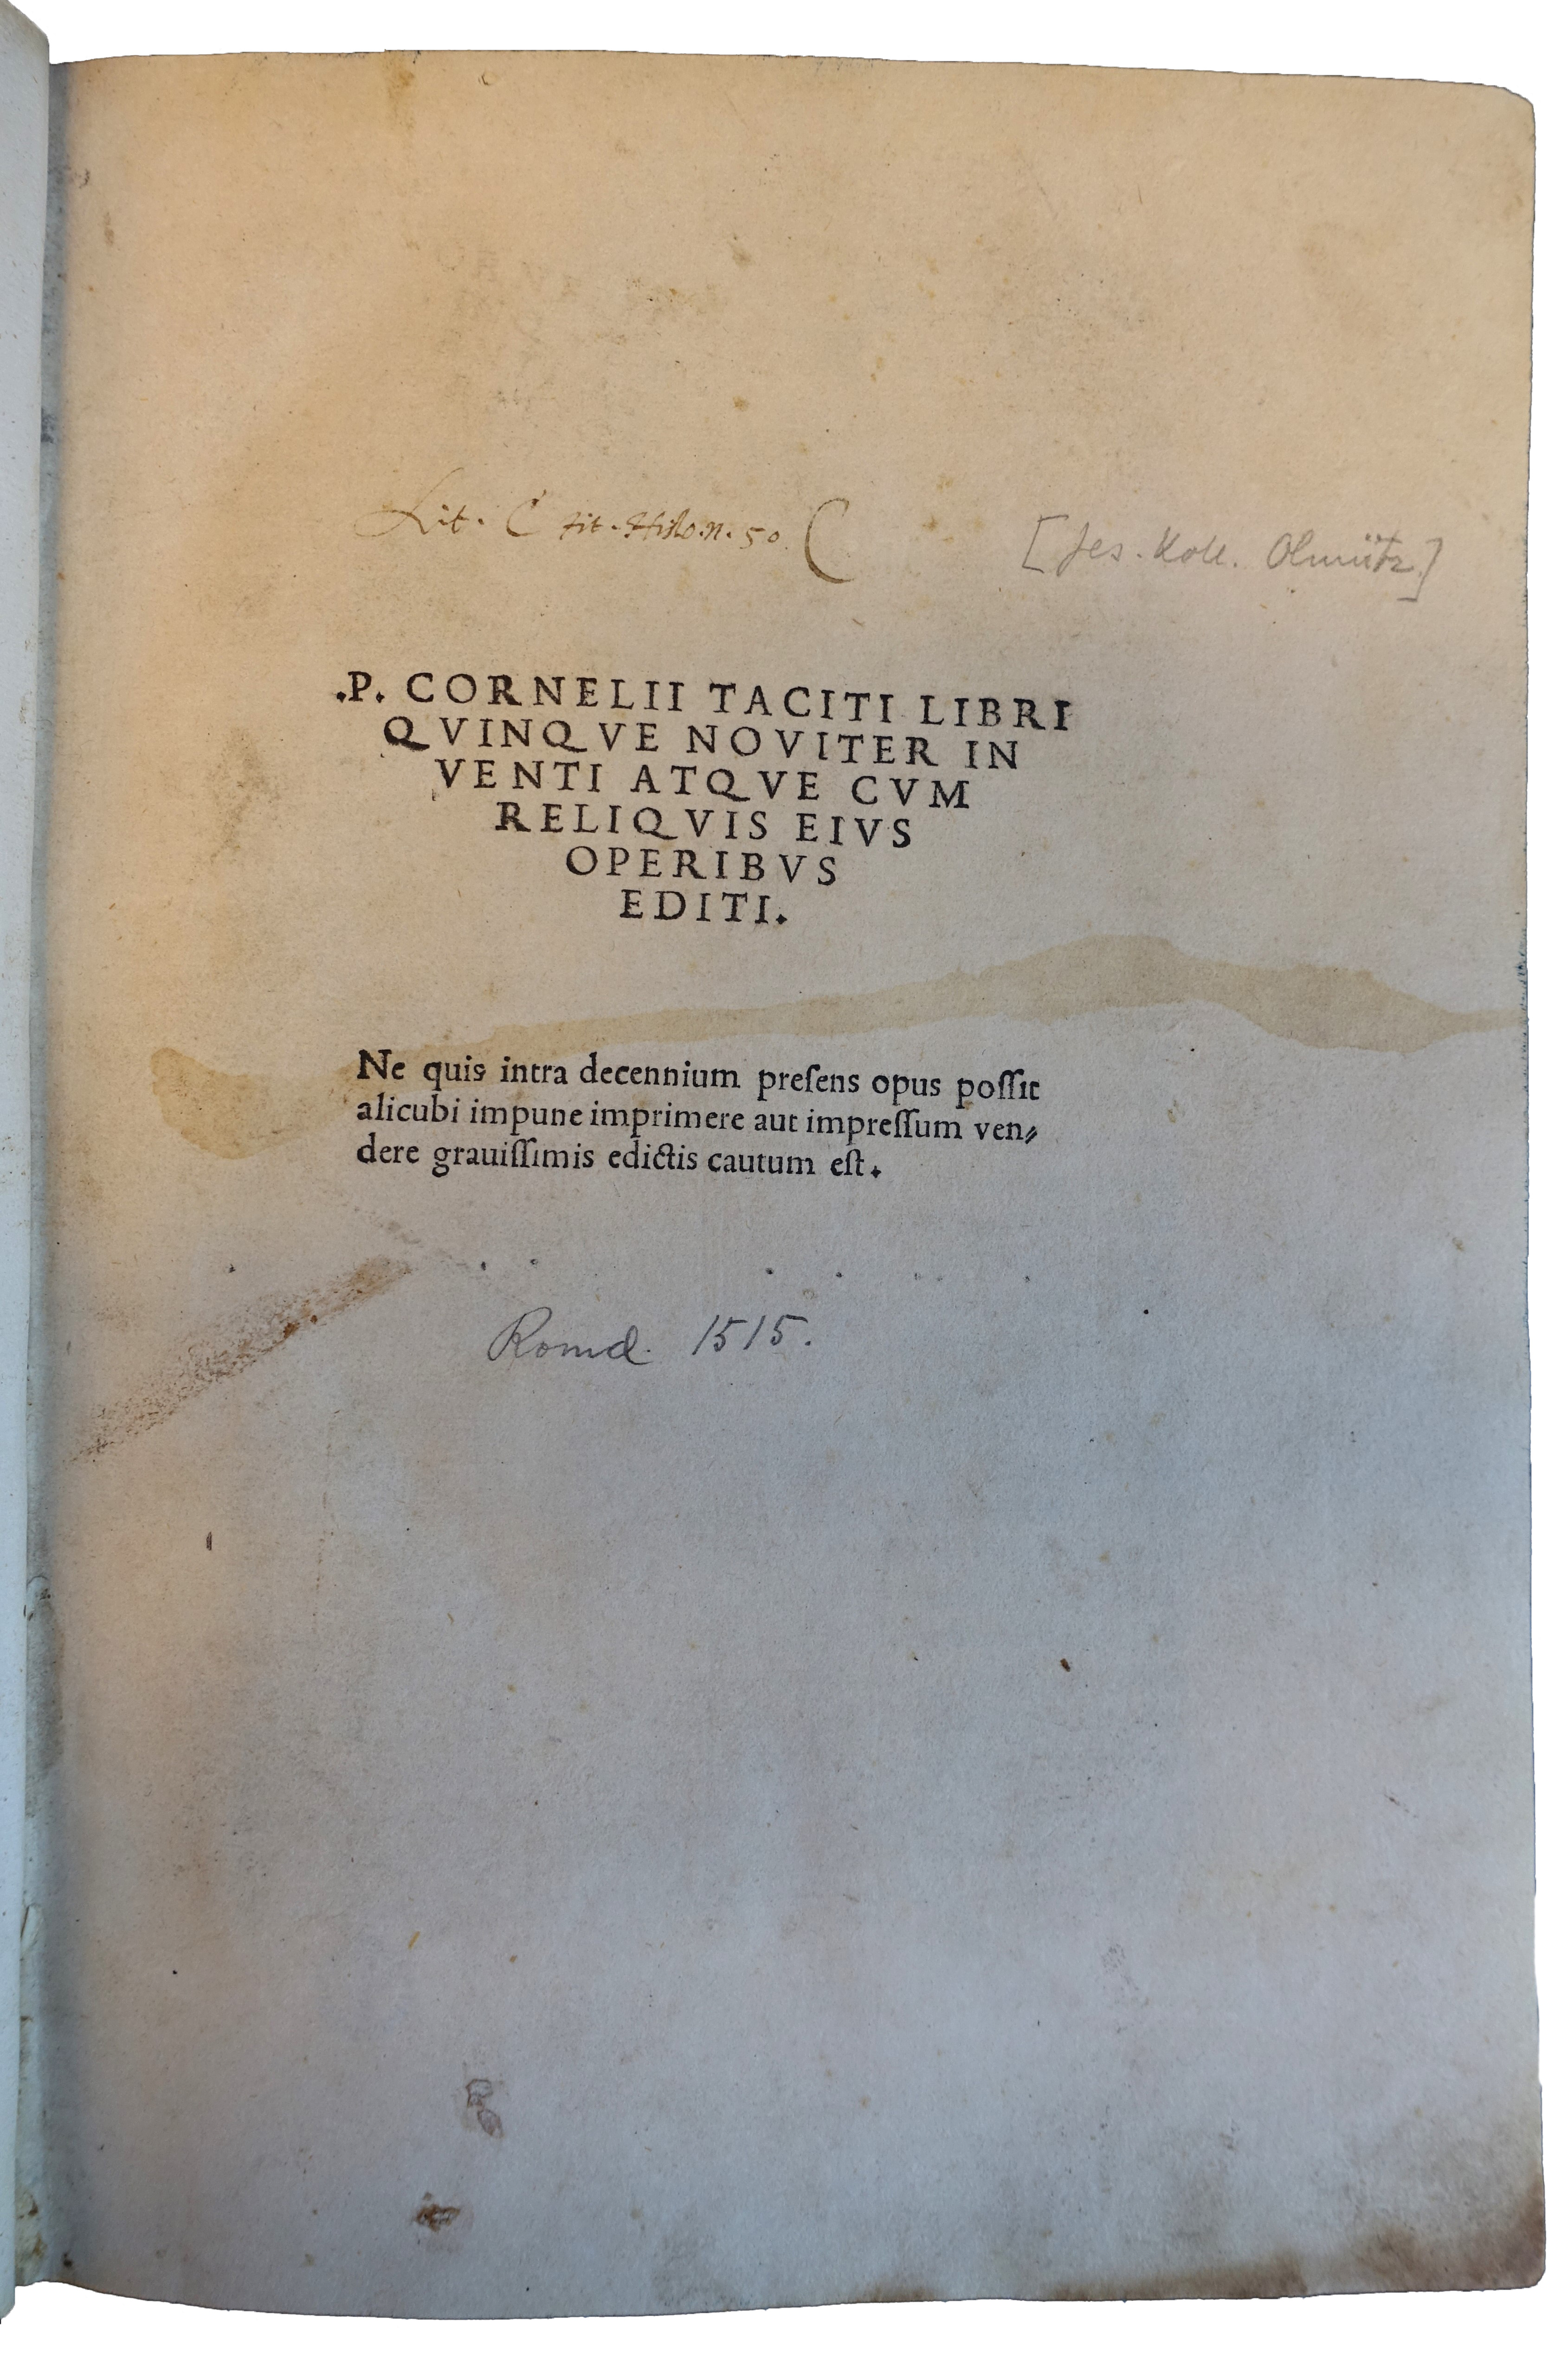 Lit. C tit. Histo. n. 50. C
[Jes. Koll. Olmütz]
.P. CORNELII TACITI LIBRI
QVINQVE NOVITER IN
VENTI ATQVE CVM
RELIQVIS EIVS
OPERIBVS
EDITI.
Ne quis intra decennium preſens opus poſſit
alicubi impune imprimere aut impreſſum ven⸗
dere grauiſſimis edictis cautum eſt.
Romæ. 1515.